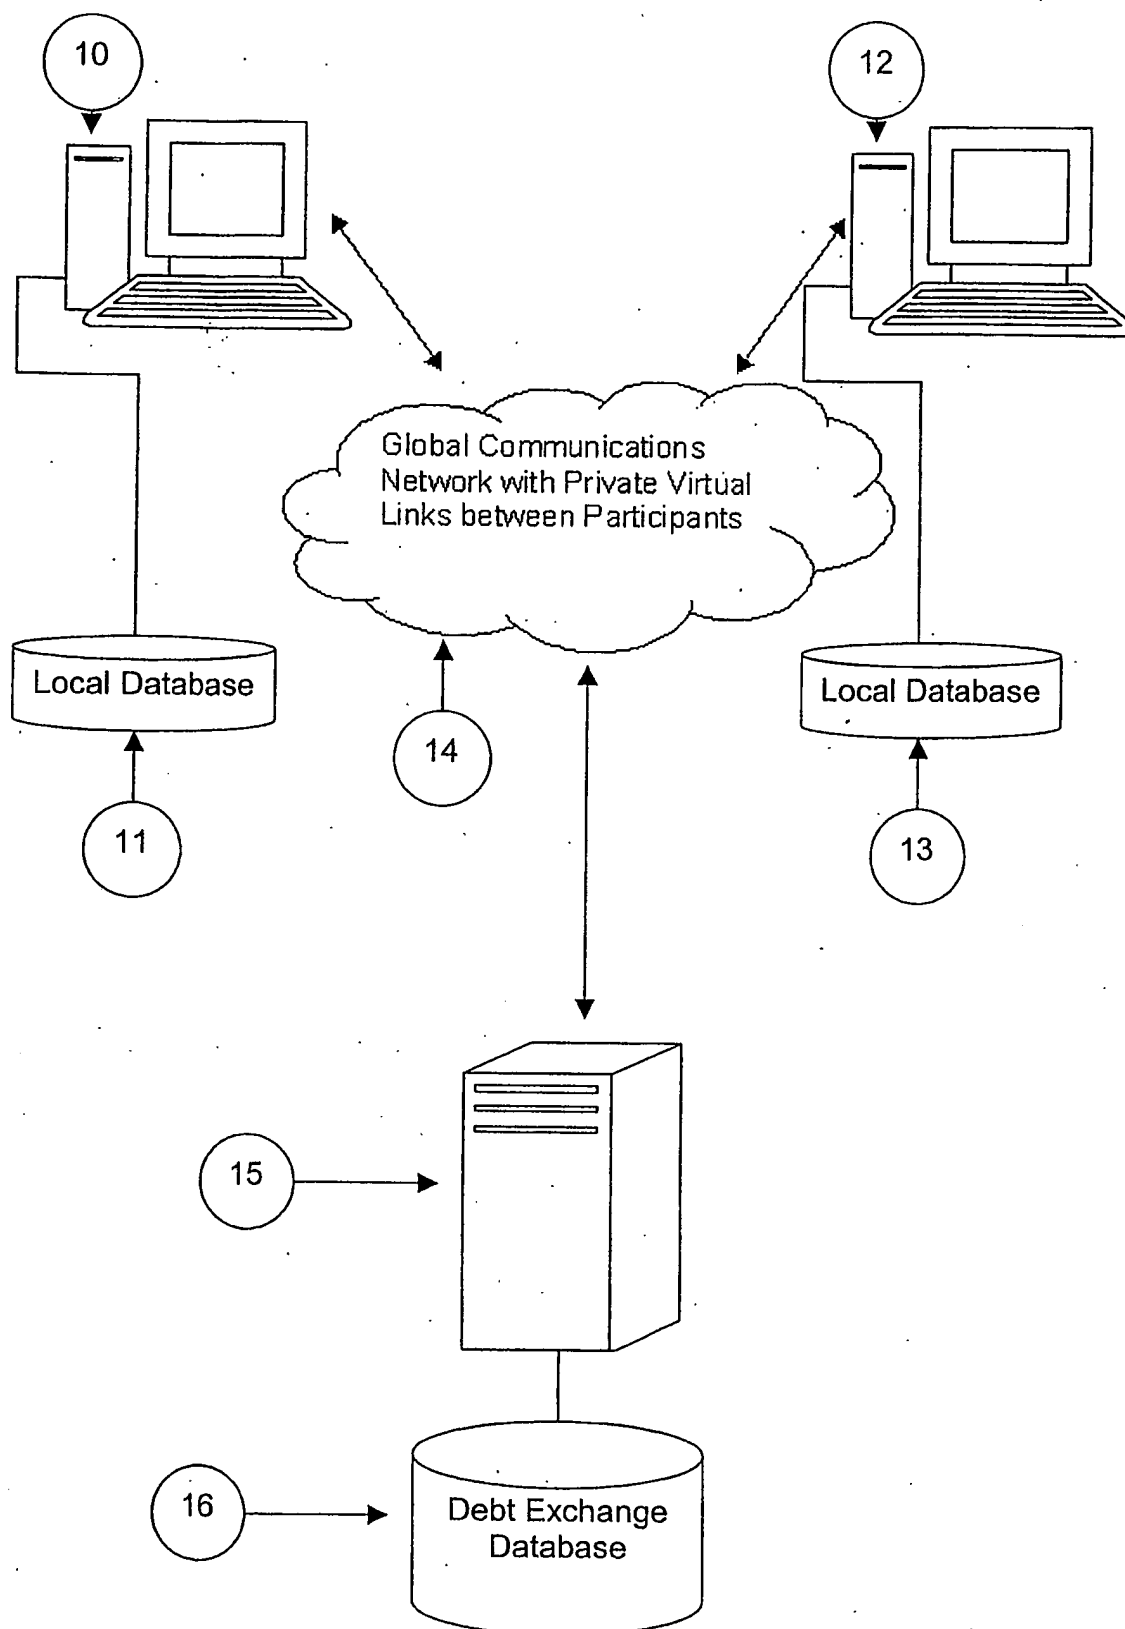 10
12
Global Communications
Network with Private Virtual
Links between Participants
Local Database
Local Database
14
11
13
15
16
Debt Exchange
Database